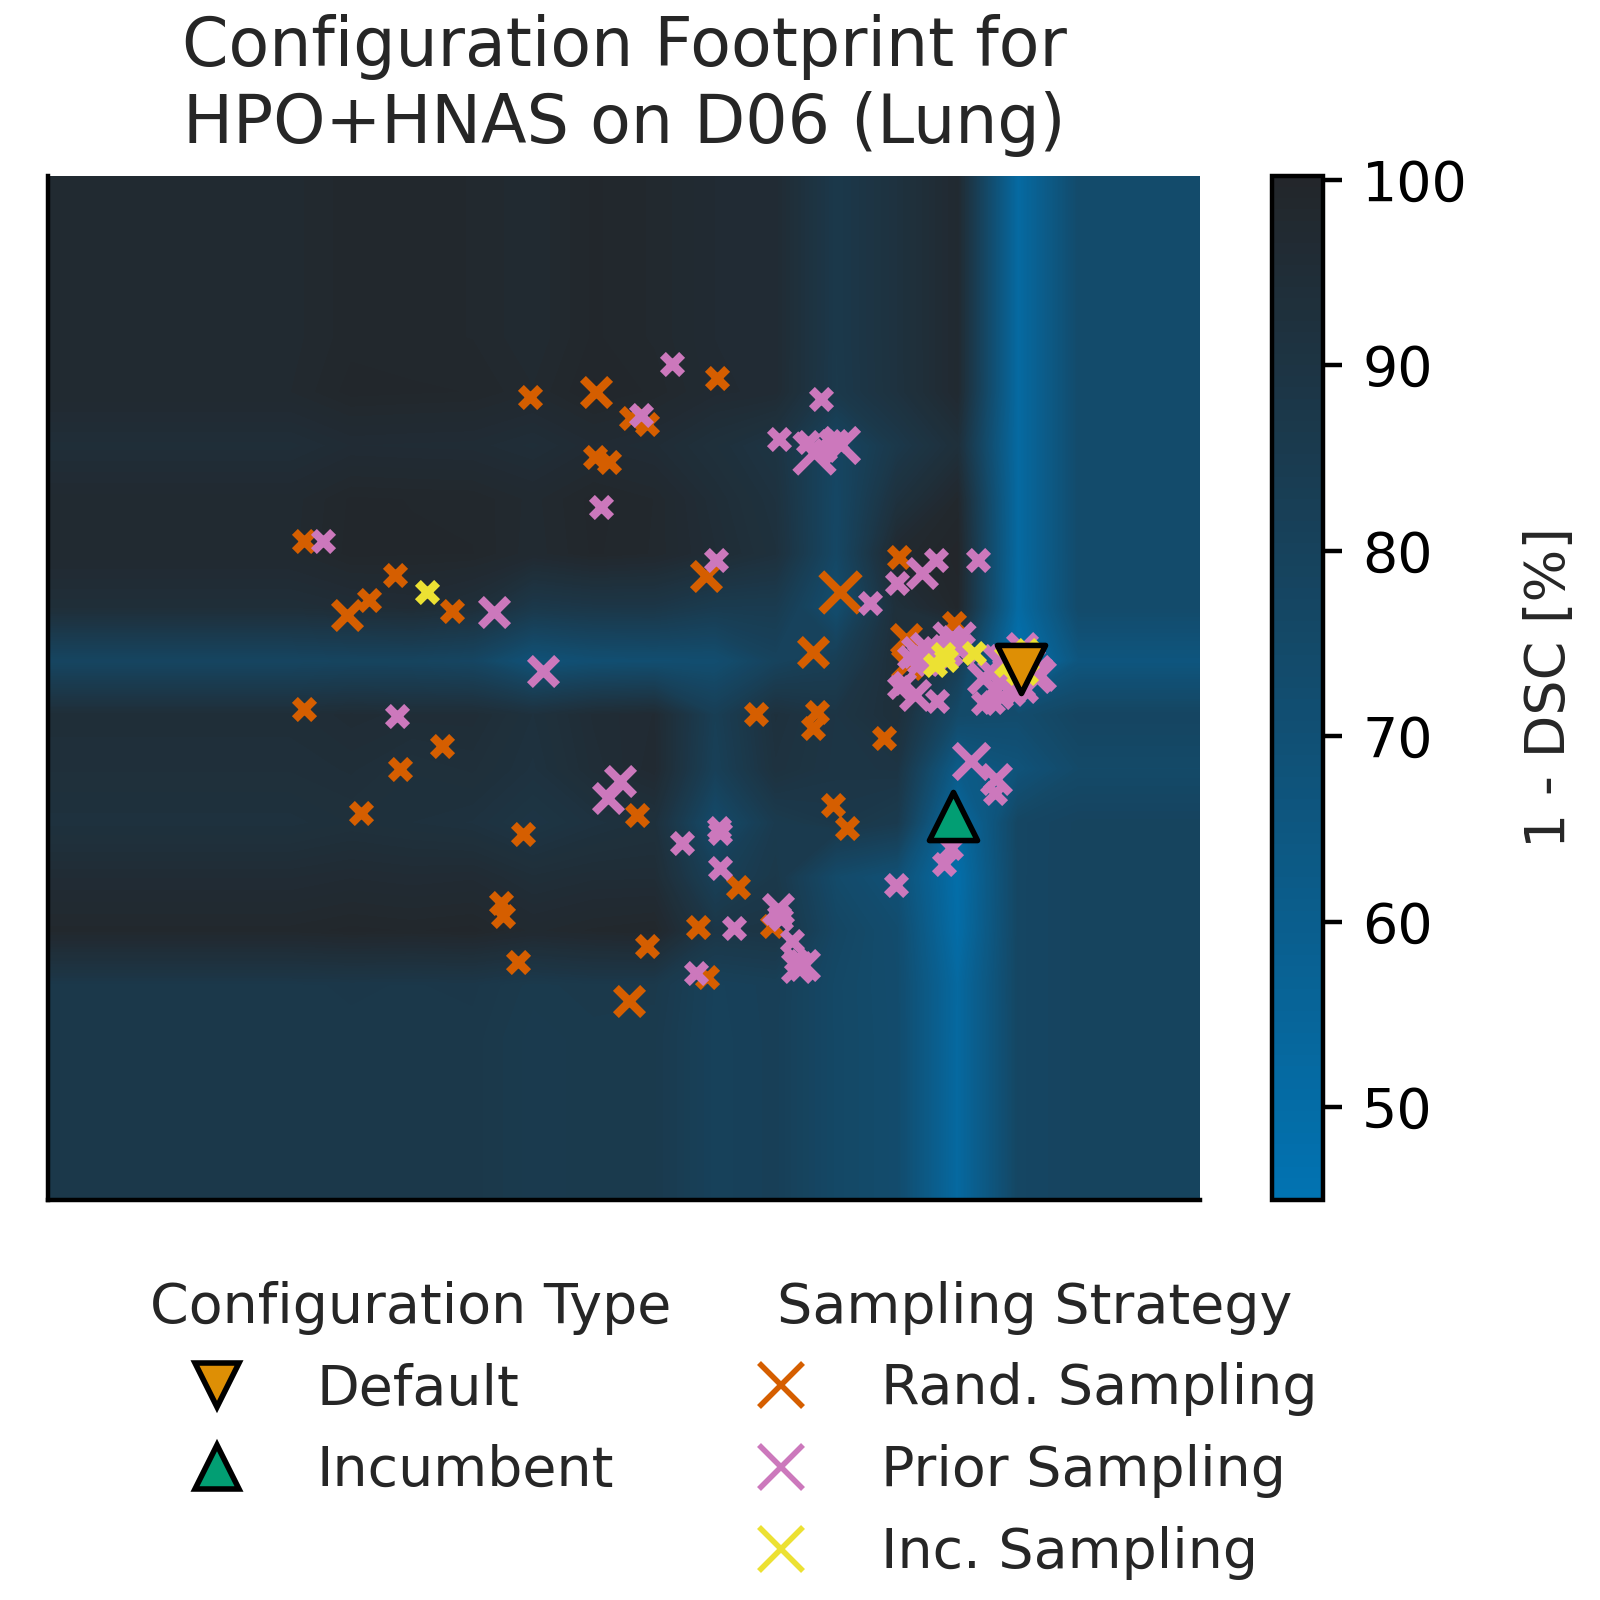 Configuration Footprint for
HPO+HNAS on D06 (Lung)
100
90
80
70
60
50
1 - DSC [%]
Configuration Type
Default
Incumbent
Sampling Strategy
Rand. Sampling
Prior Sampling
Inc. Sampling